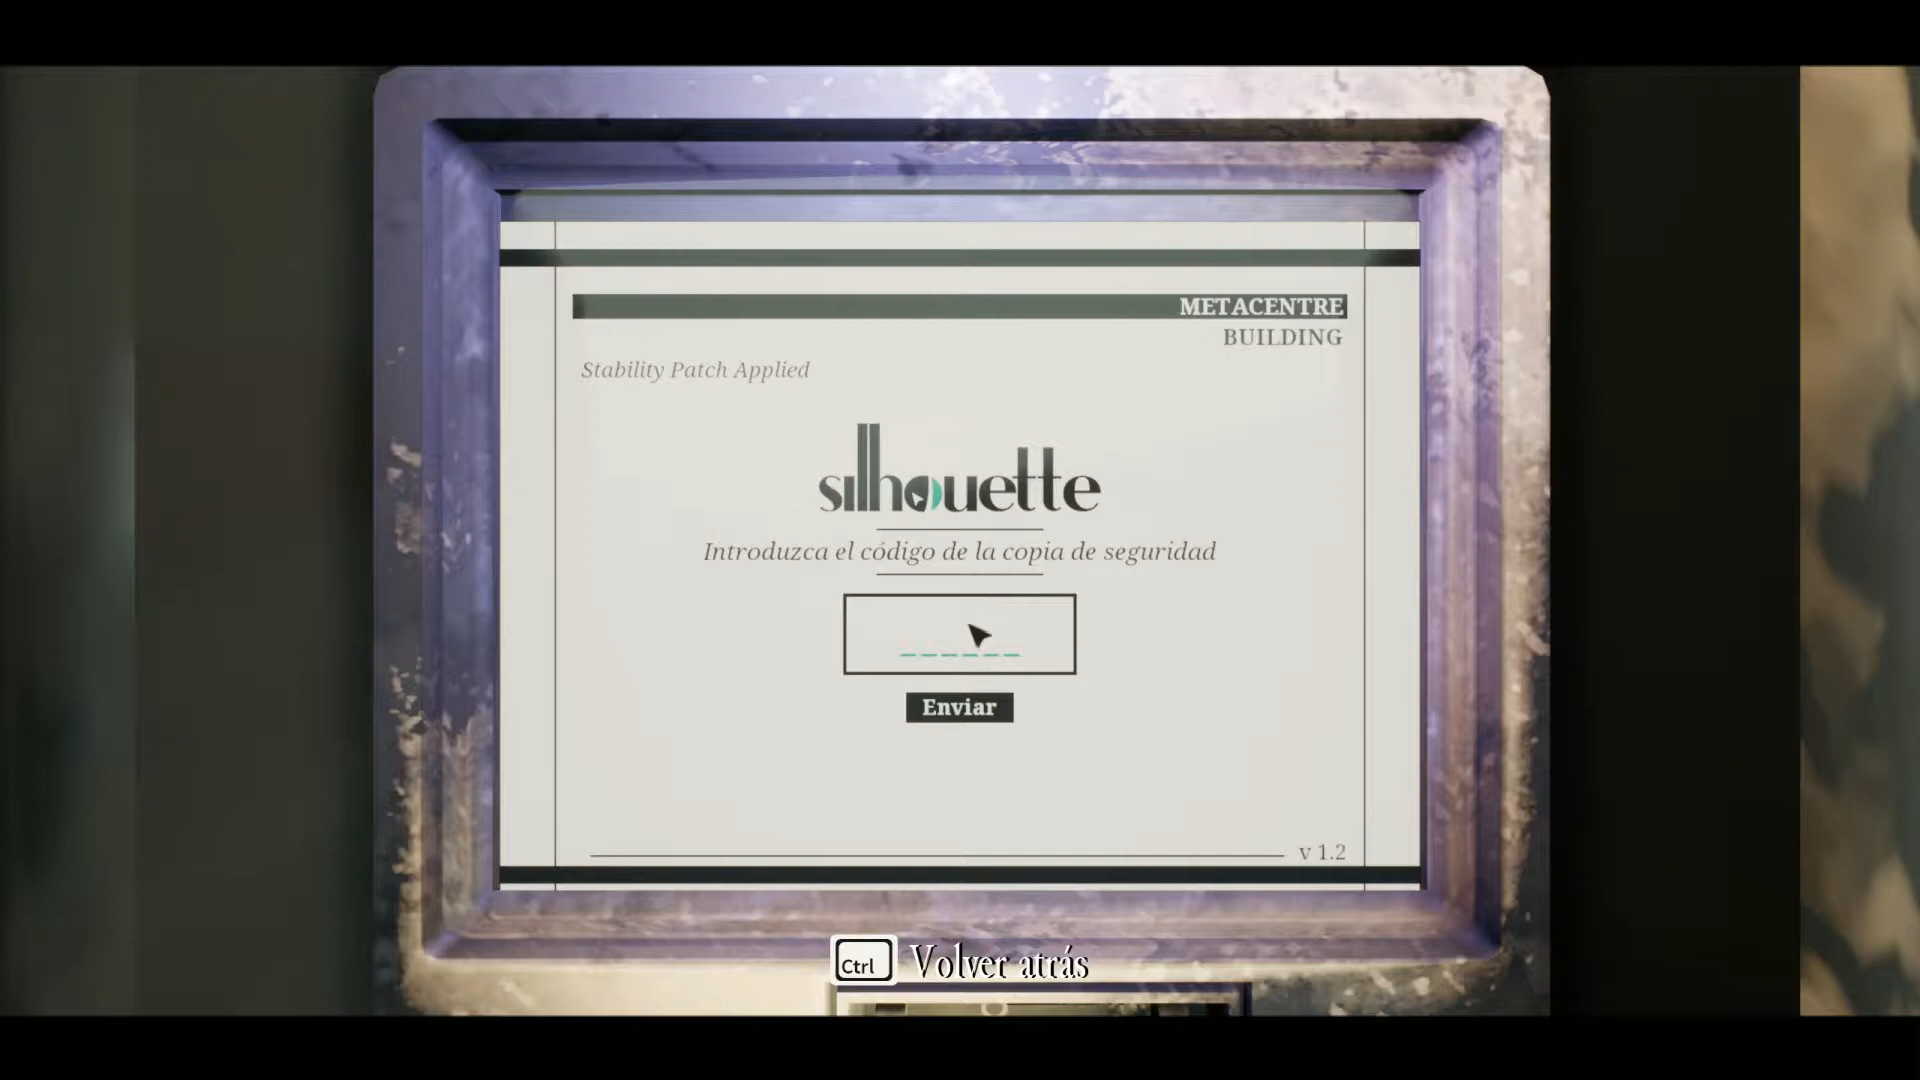 METACENTRE
BUILDING
Stability Patch Applied
silhouette
Introduzca el código de la copia de seguridad
Enviar
v 1.2
Ctrl Volver atrás